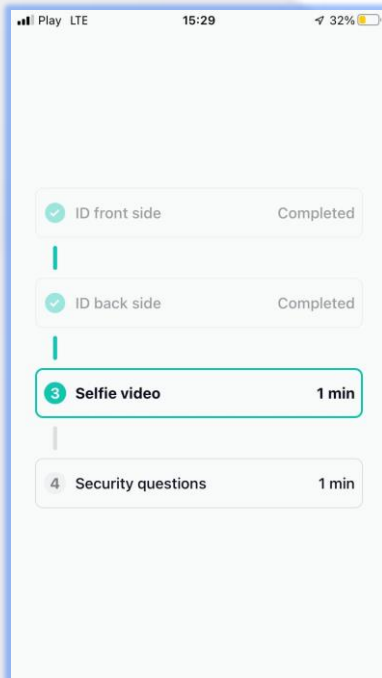 Play LTE 15:29 32%
ID front side Completed
ID back side Completed
3 Selfie video 1 min
4 Security questions 1 min